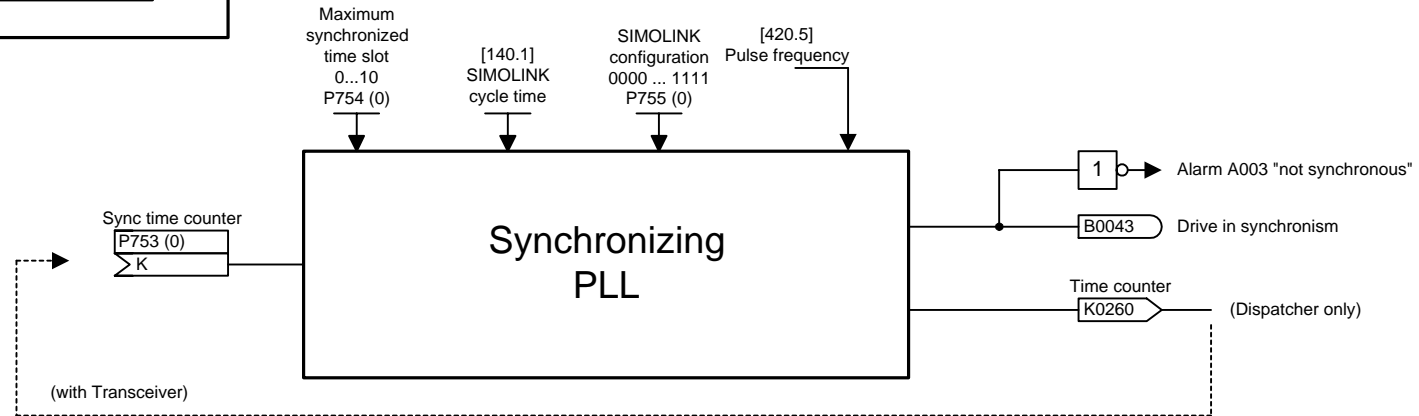 Maximum
synchronized
time slot
0...10
P754 (0)
[140.1]
SIMOLINK
cycle time
SIMOLINK
configuration
0000 ... 1111
P755 (0)
[420.5]
Pulse frequency
Sync time counter
P753 (0)
K
Synchronizing
PLL
1
Alarm A003 "not synchronous"
B0043
Drive in synchronism
Time counter
K0260
(Dispatcher only)
(with Transceiver)